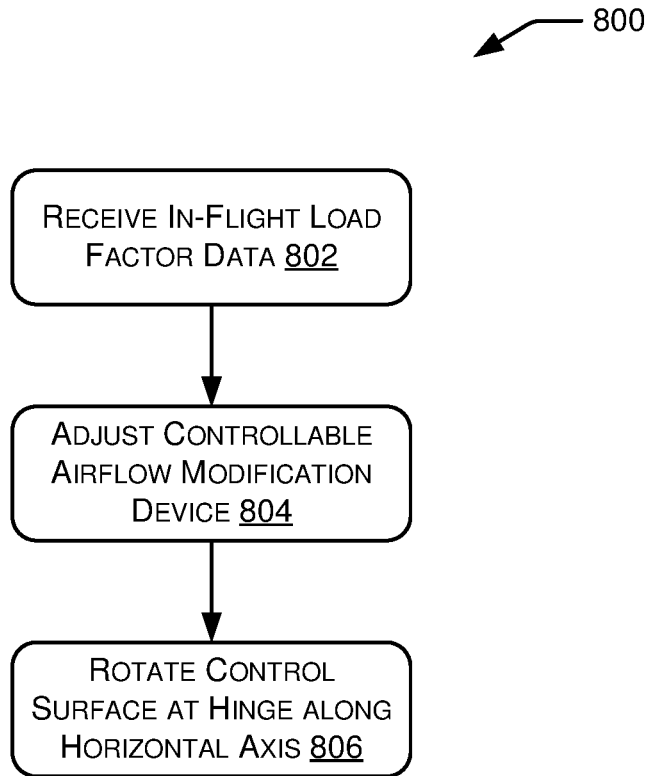 800
RECEIVE IN-FLIGHT LOAD
FACTOR DATA 802
ADJUST CONTROLLABLE
AIRFLOW MODIFICATION
DEVICE 804
ROTATE CONTROL
SURFACE AT HINGE ALONG
HORIZONTAL AXIS 806